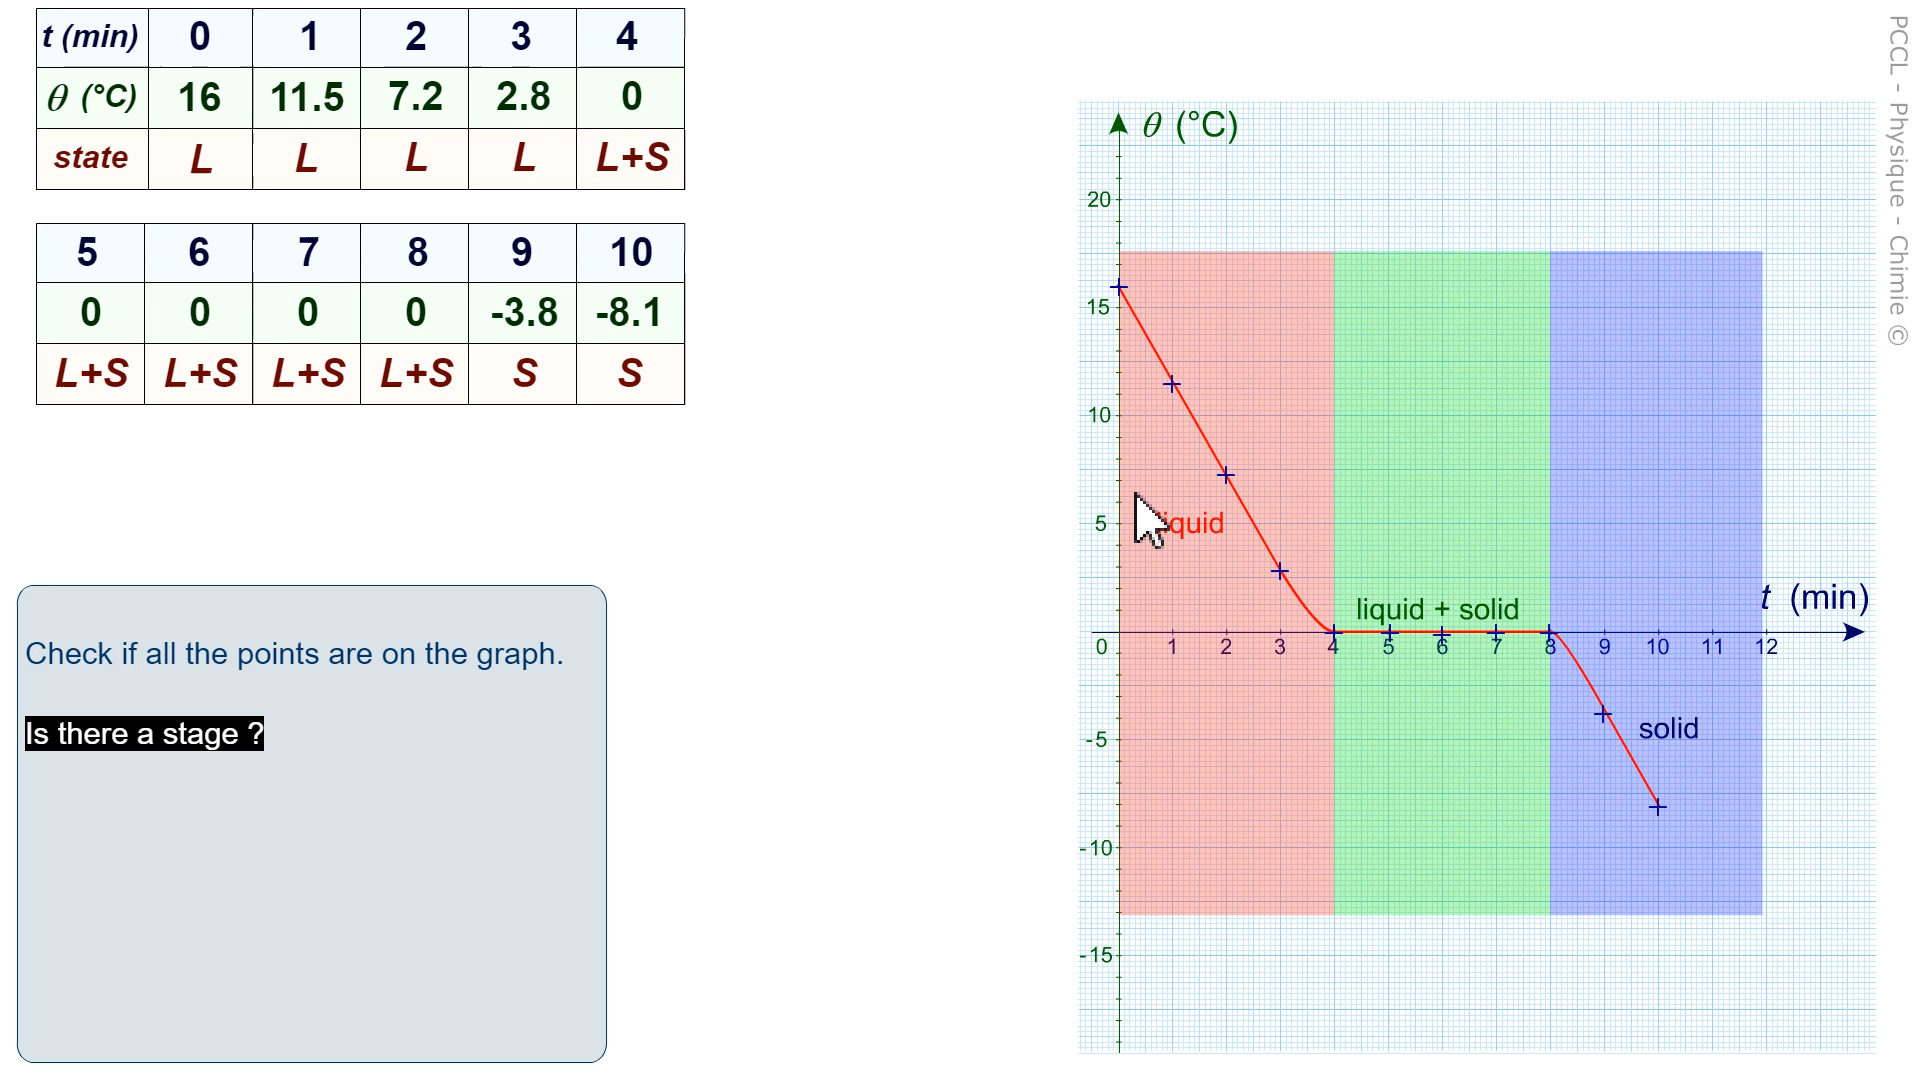 t (min) 0 1 2 3 4
θ (°C) 16 11.5 7.2 2.8 0
state L L L L L+S
5 6 7 8 9 10
0 0 0 0 -3.8 -8.1
L+S L+S L+S L+S S S
Check if all the points are on the graph.
Is there a stage ?
θ (°C)
20
15
10
5
0
-5
-10
-15
iquid
liquid + solid
solid
t (min)
1 2 3 4 5 6 7 8 9 10 11 12
PCCL - Physique - Chimie ©